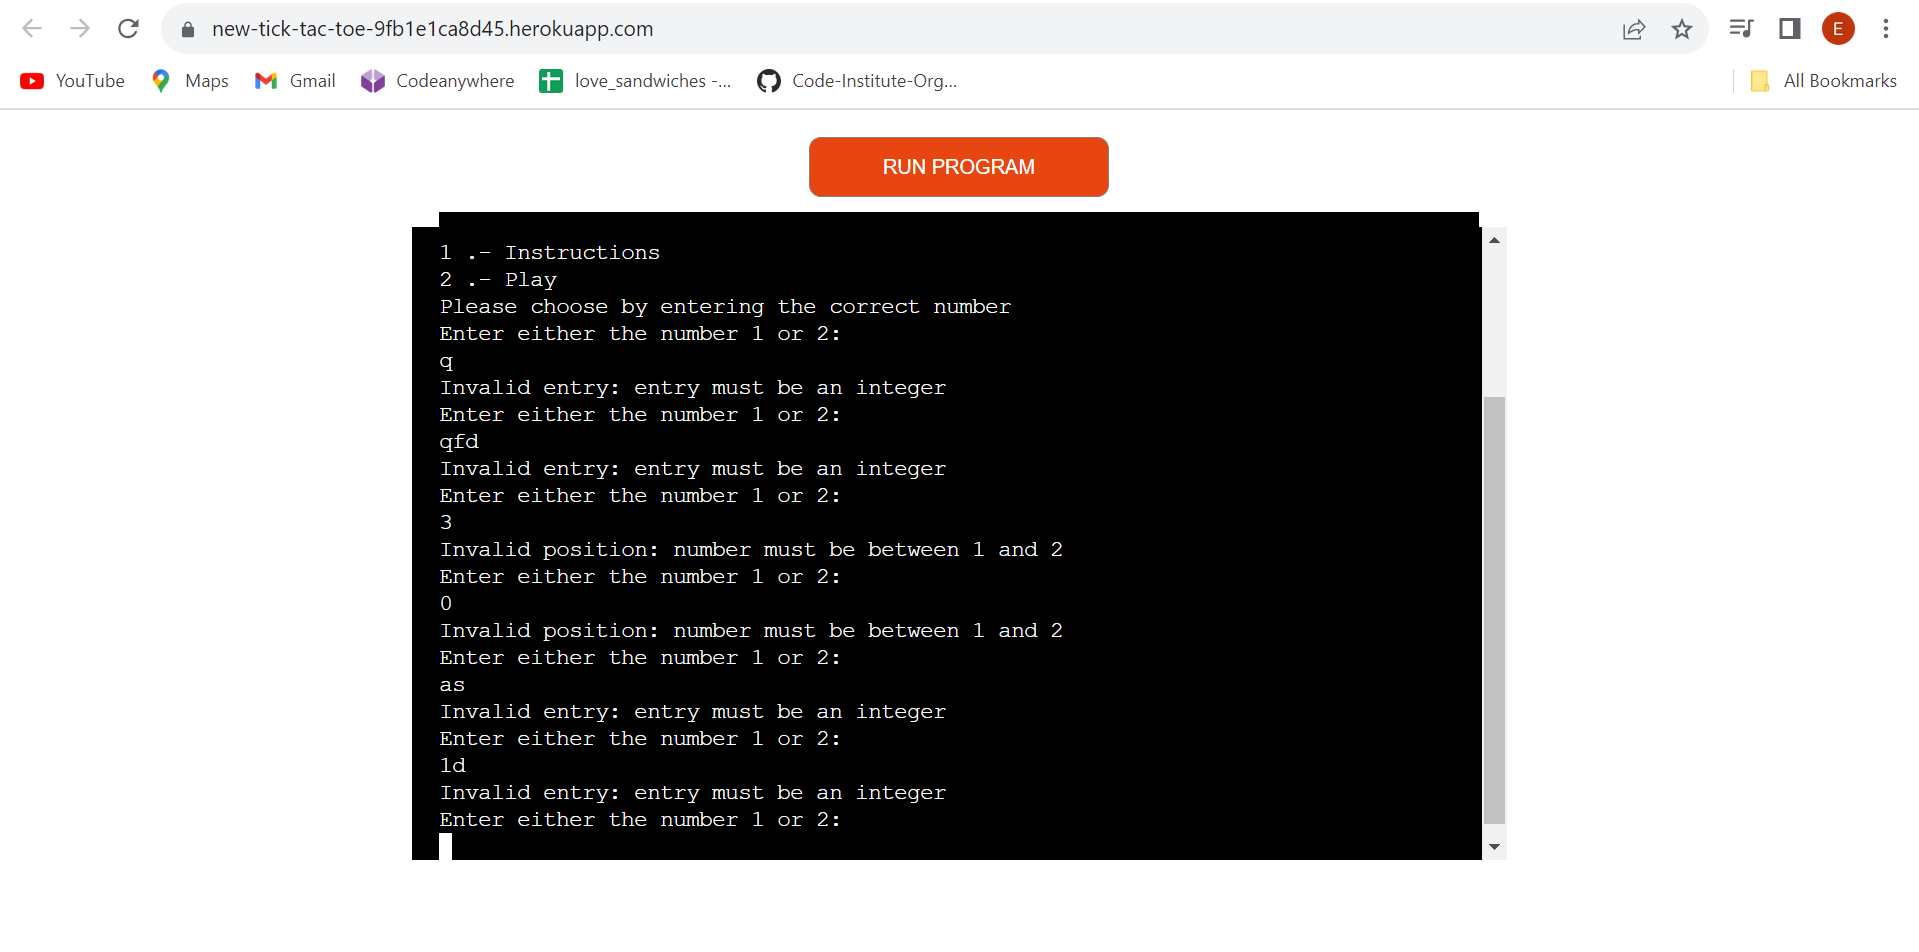 new-tick-tac-toe-9fb1e1ca8d45.herokuapp.com
E
YouTube Maps Gmail Codeanywhere love_sandwiches -... Code-Institute-Org... All Bookmarks
RUN PROGRAM
1 .- Instructions
2 .- Play
Please choose by entering the correct number
Enter either the number 1 or 2:
q
Invalid entry: entry must be an integer
Enter either the number 1 or 2:
qfd
Invalid entry: entry must be an integer
Enter either the number 1 or 2:
3
Invalid position: number must be between 1 and 2
Enter either the number 1 or 2:
0
Invalid position: number must be between 1 and 2
Enter either the number 1 or 2:
as
Invalid entry: entry must be an integer
Enter either the number 1 or 2:
1d
Invalid entry: entry must be an integer
Enter either the number 1 or 2: